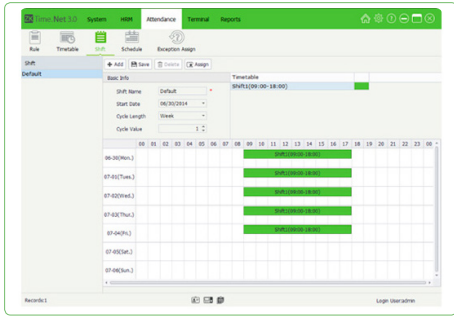 Time Net 3.0 System HRM Attendance Terminal Reports
Rule Timetable Shift Schedule Exception Assign
Shift
Default
Add Save Delete Assign
Basic Info
Shift Name Default *
Start Date 06/30/2014
Cycle Length Week
Cycle Value 1
Timetable
Shift1(09:00-18:00)
00 01 02 03 04 05 06 07 08 09 10 11 12 13 14 15 16 17 18 19 20 21 22 23 00
06-30(Mon.) Shift1(09:00-18:00)
07-01(Tues.) Shift1(09:00-18:00)
07-02(Wed.) Shift1(09:00-18:00)
07-03(Thur.) Shift1(09:00-18:00)
07-04(Fri.) Shift1(09:00-18:00)
07-05(Sat.)
07-06(Sun.)
Records:1 Login User:admin